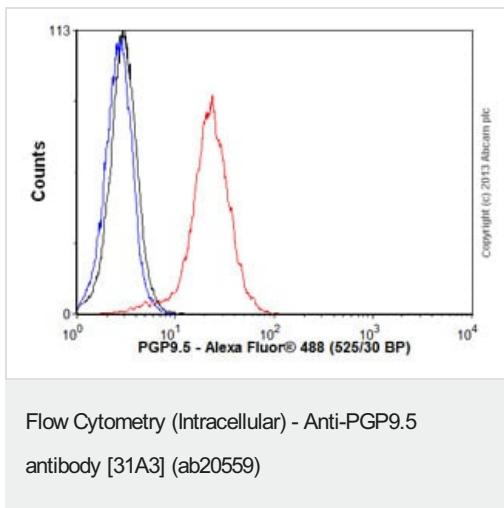 113
Counts
0
10^0 10^1 10^2 10^3 10^4
PGP9.5 - Alexa Fluor® 488 (525/30 BP)
Copyright (c) 2013 Abcam plc
Flow Cytometry (Intracellular) - Anti-PGP9.5
antibody [31A3] (ab20559)